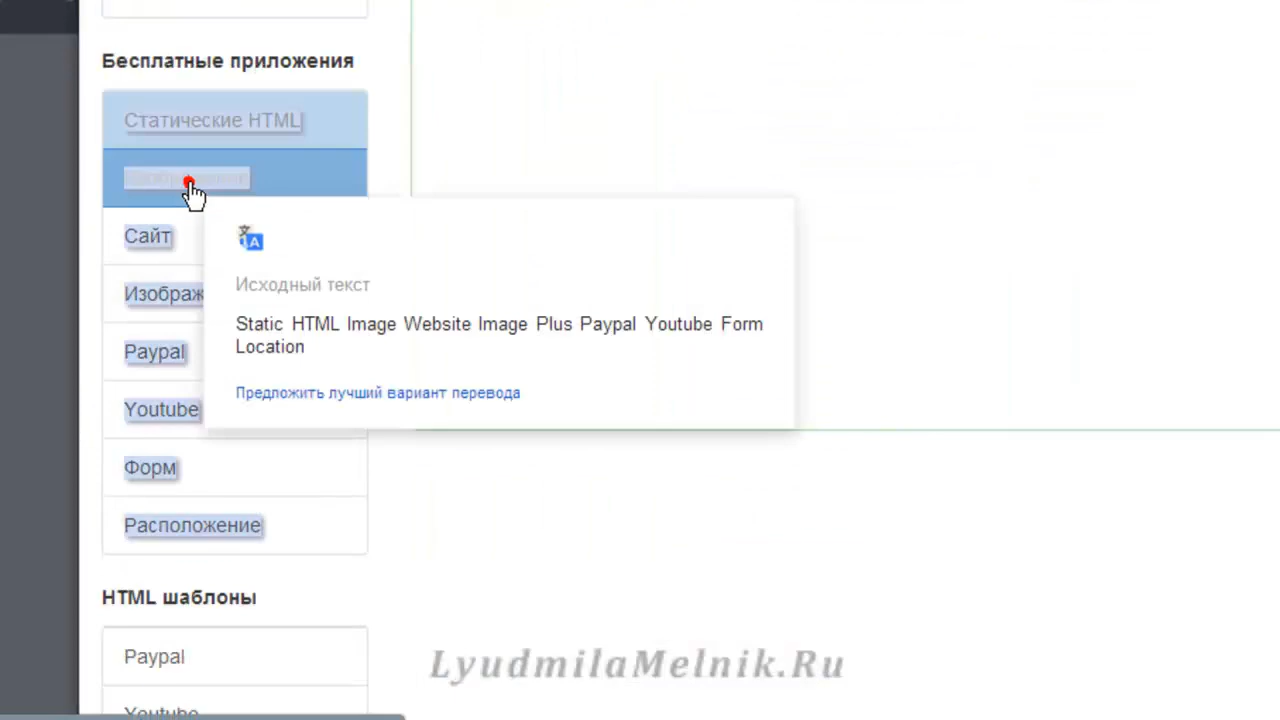 Бесплатные приложения
Статические HTML
Сайт
Изображ
Paypal
Youtube
Форм
Расположение
Исходный текст
Static HTML Image Website Image Plus Paypal Youtube Form
Location
Предложить лучший вариант перевода
HTML шаблоны
Paypal
Youtube
LyudmilaMelnik.Ru